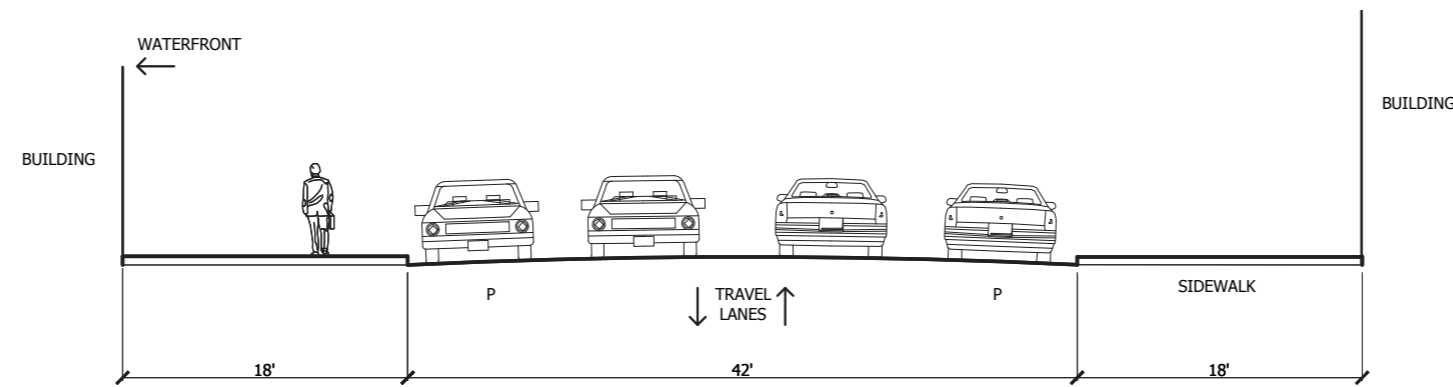 WATERFRONT
BUILDING
BUILDING
P
TRAVEL
LANES
P
SIDEWALK
18'
42'
18'